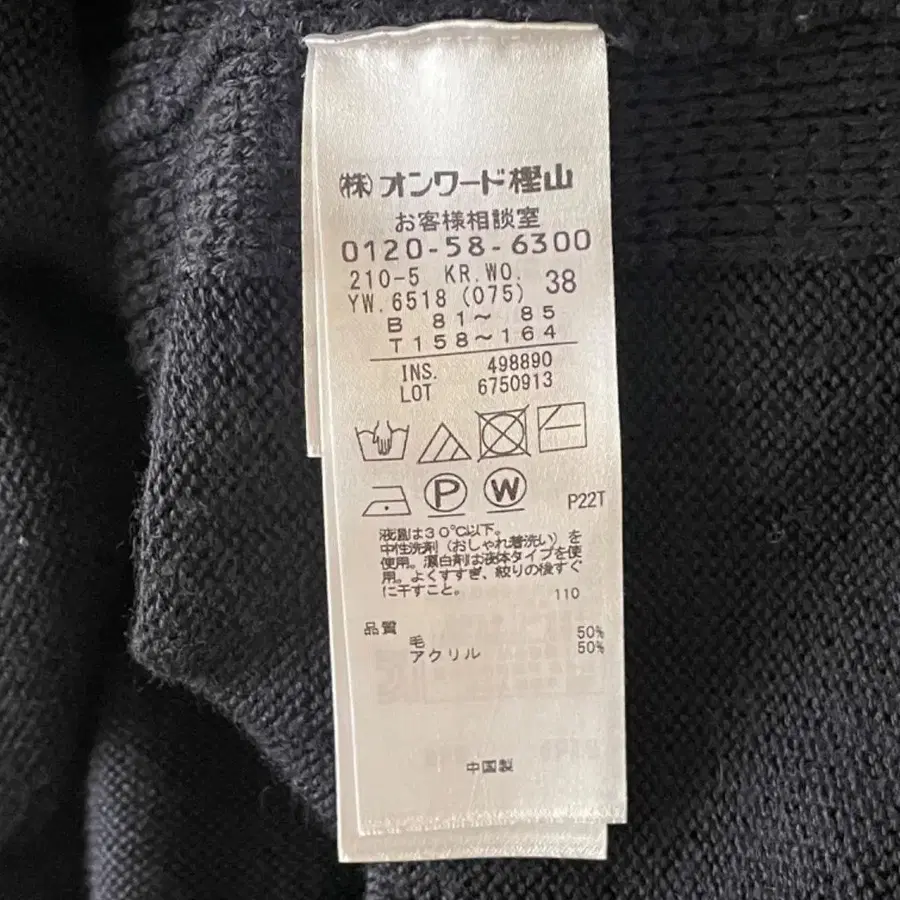 (株)オンワード樫山
お客様相談室
0120-58-6300
210-5 KR.WO. 38
YW.6518 (075)
B 81〜 85
T158〜164
INS. 498890
LOT 6750913
P W P22T
液温は30℃以下。
中性洗剤(おしゃれ着洗い)を
使用。漂白剤は液体タイプを使
用。よくすすぎ、絞りの後すぐ
に干すこと。
110
品質
毛 50%
アクリル 50%
中国製